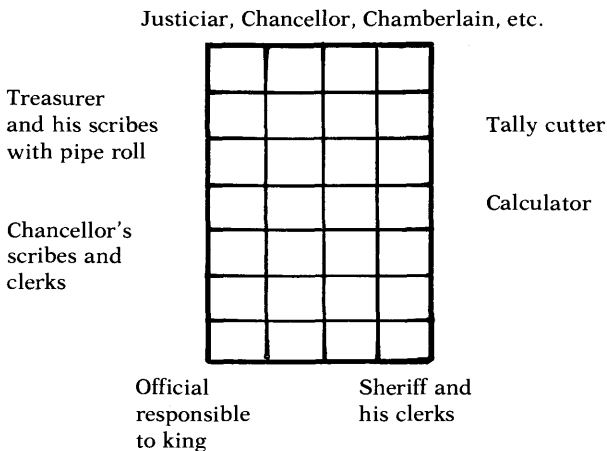 Justiciar, Chancellor, Chamberlain, etc.
Treasurer
and his scribes
with pipe roll
Tally cutter
Calculator
Chancellor's
scribes and
clerks
Official
responsible
to king
Sheriff and
his clerks